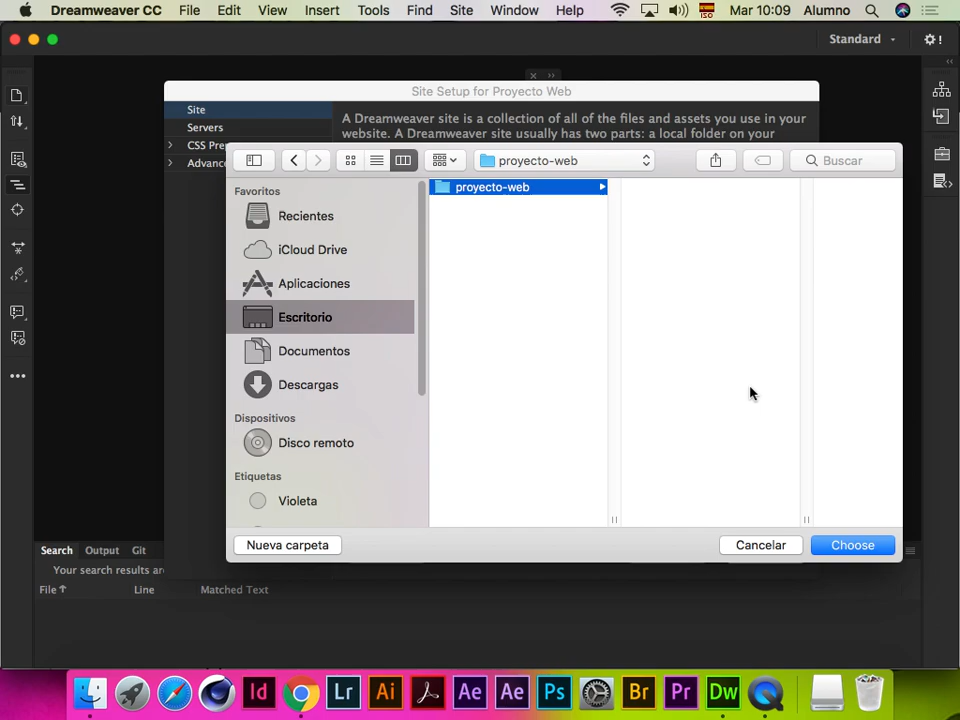 Dreamweaver CC File Edit View Insert Format Tools Find Site Window Help ISO Mar 10:09 Alumno
Standard !
Site Setup for Proyecto Web
Site
Servers
CSS Pre
Advanc
A Dreamweaver site is a collection of all of the files and assets you use in your
website. A Dreamweaver site usually has two parts: a local folder on your
proyecto-web
Buscar
Favoritos
Recientes
iCloud Drive
Aplicaciones
Escritorio
Documentos
Descargas
Dispositivos
Disco remoto
Etiquetas
Violeta
proyecto-web
Nueva carpeta
Cancelar
Choose
Search Output Git
Your search results are
File Line Matched Text
Id Lr Ai Ae Ae Ps Br Pr Dw